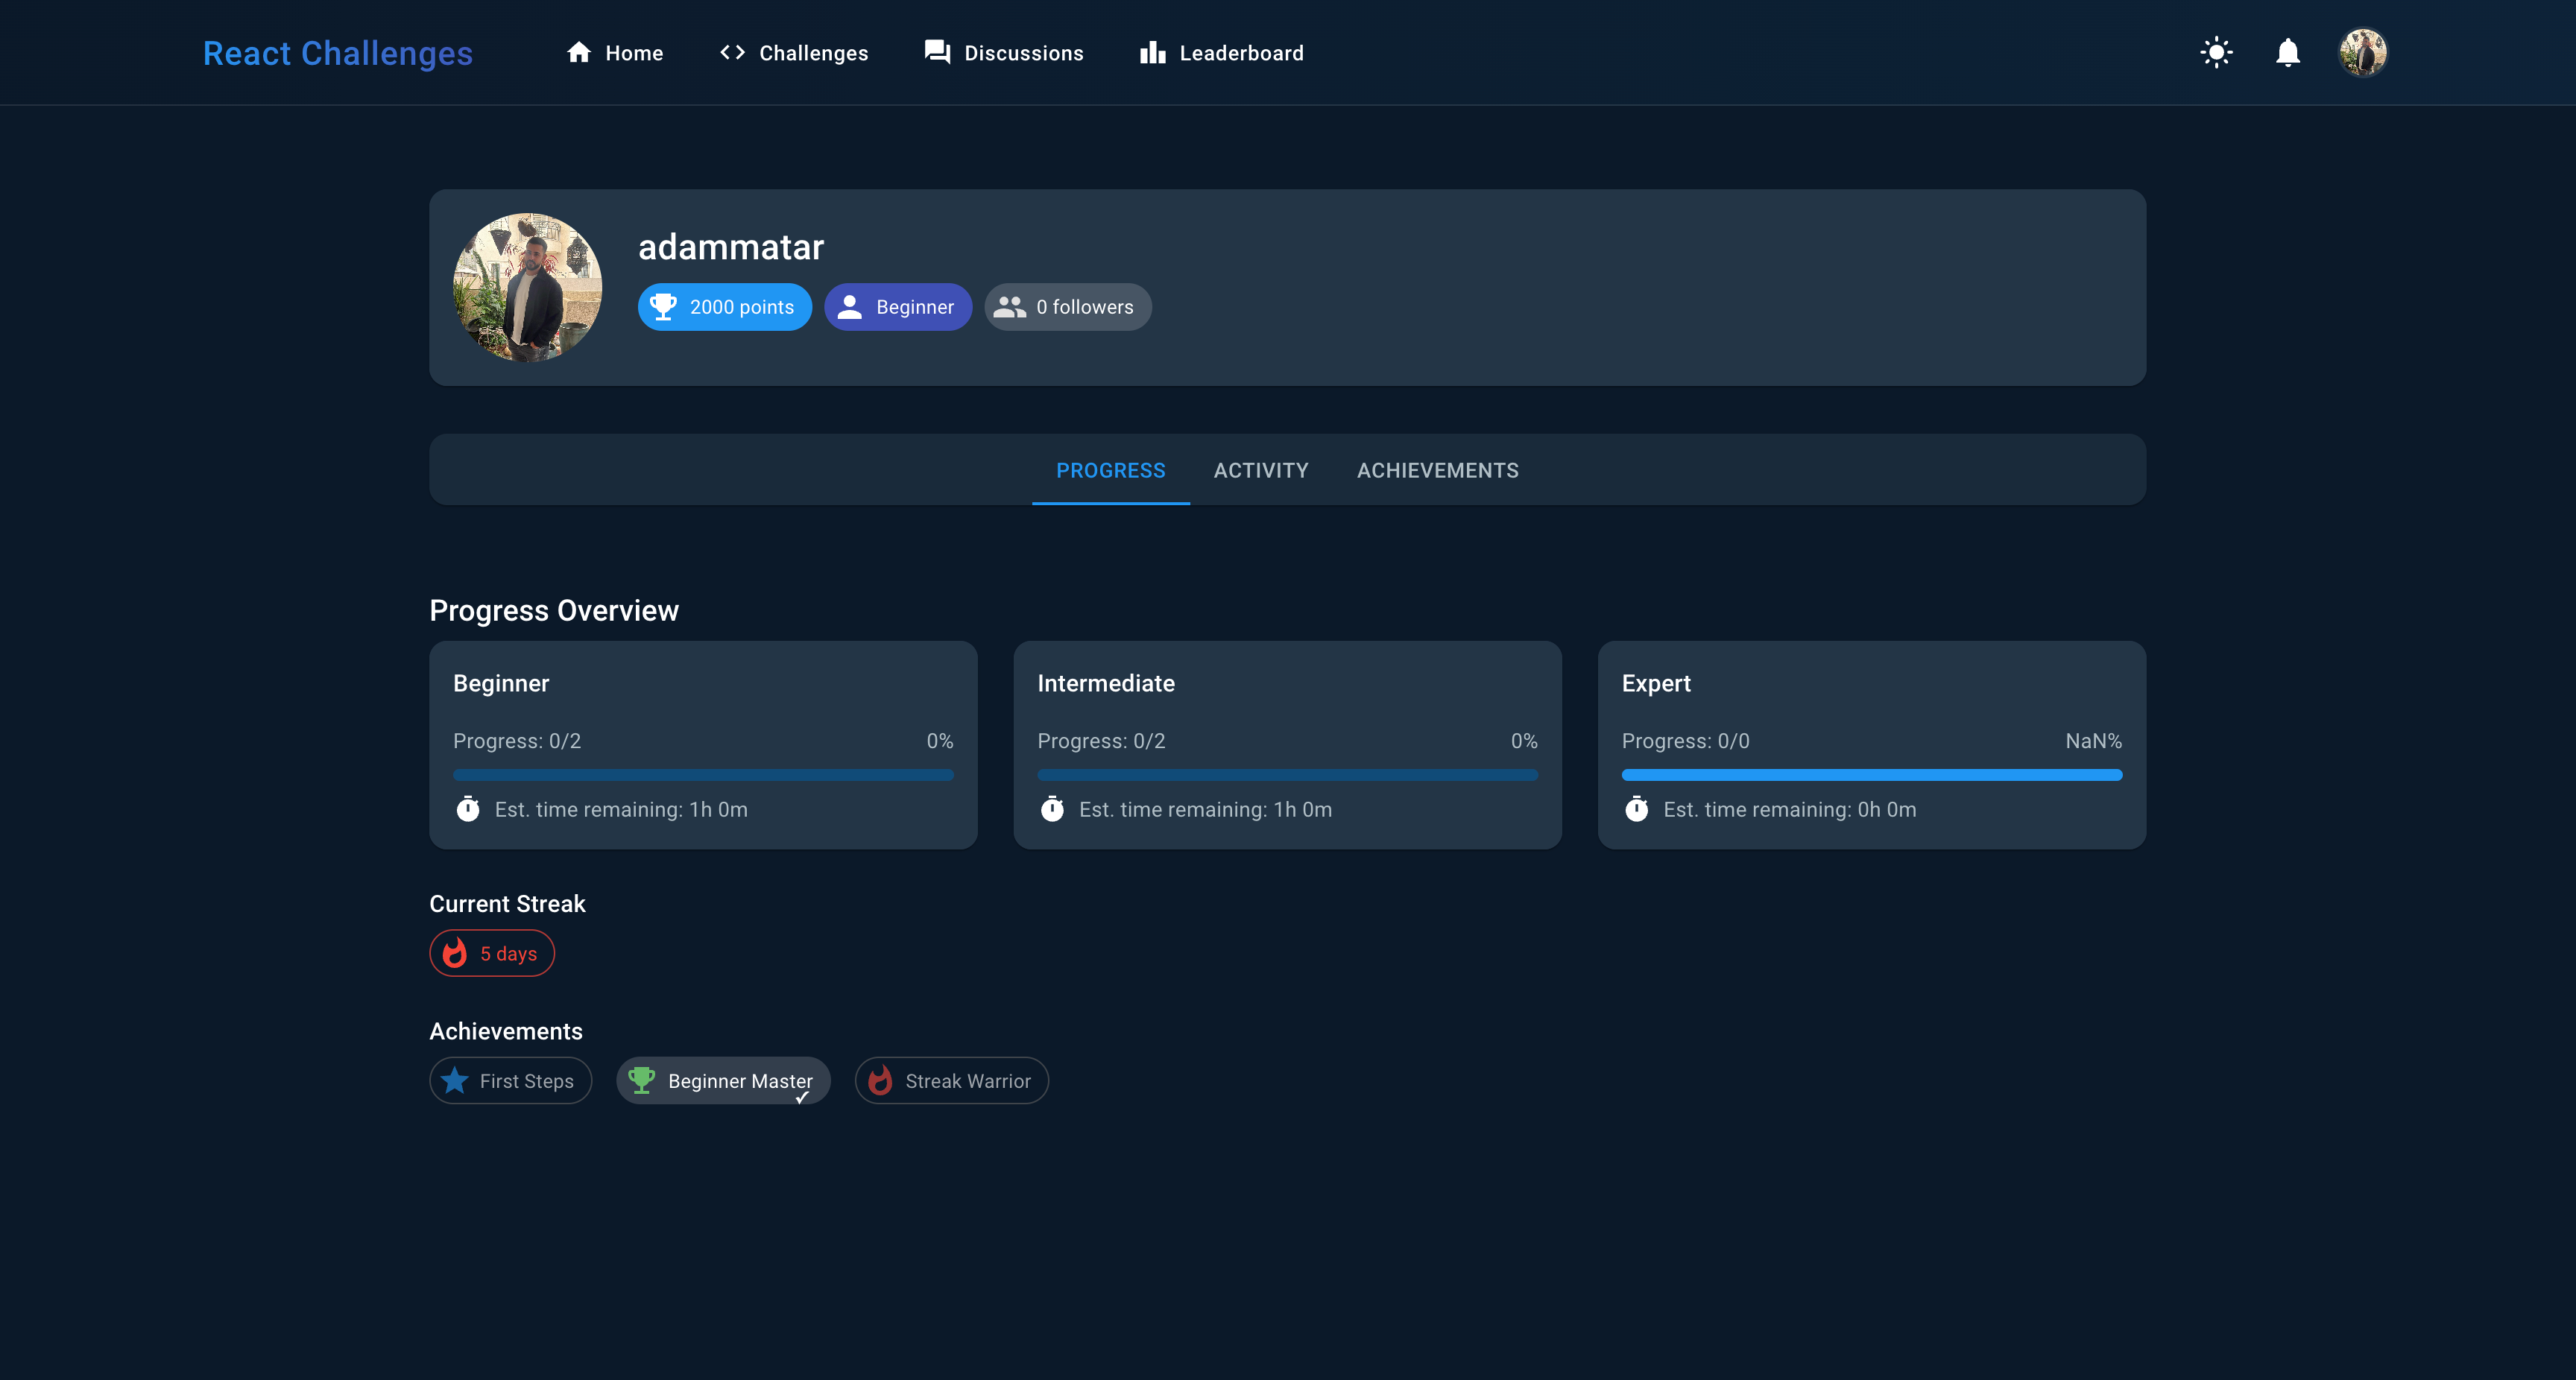 React Challenges Home Challenges Discussions Leaderboard
adammatar
2000 points Beginner 0 followers
PROGRESS ACTIVITY ACHIEVEMENTS
Progress Overview
Beginner
Progress: 0/2 0%
Est. time remaining: 1h 0m
Intermediate
Progress: 0/2 0%
Est. time remaining: 1h 0m
Expert
Progress: 0/0 NaN%
Est. time remaining: 0h 0m
Current Streak
5 days
Achievements
First Steps Beginner Master Streak Warrior